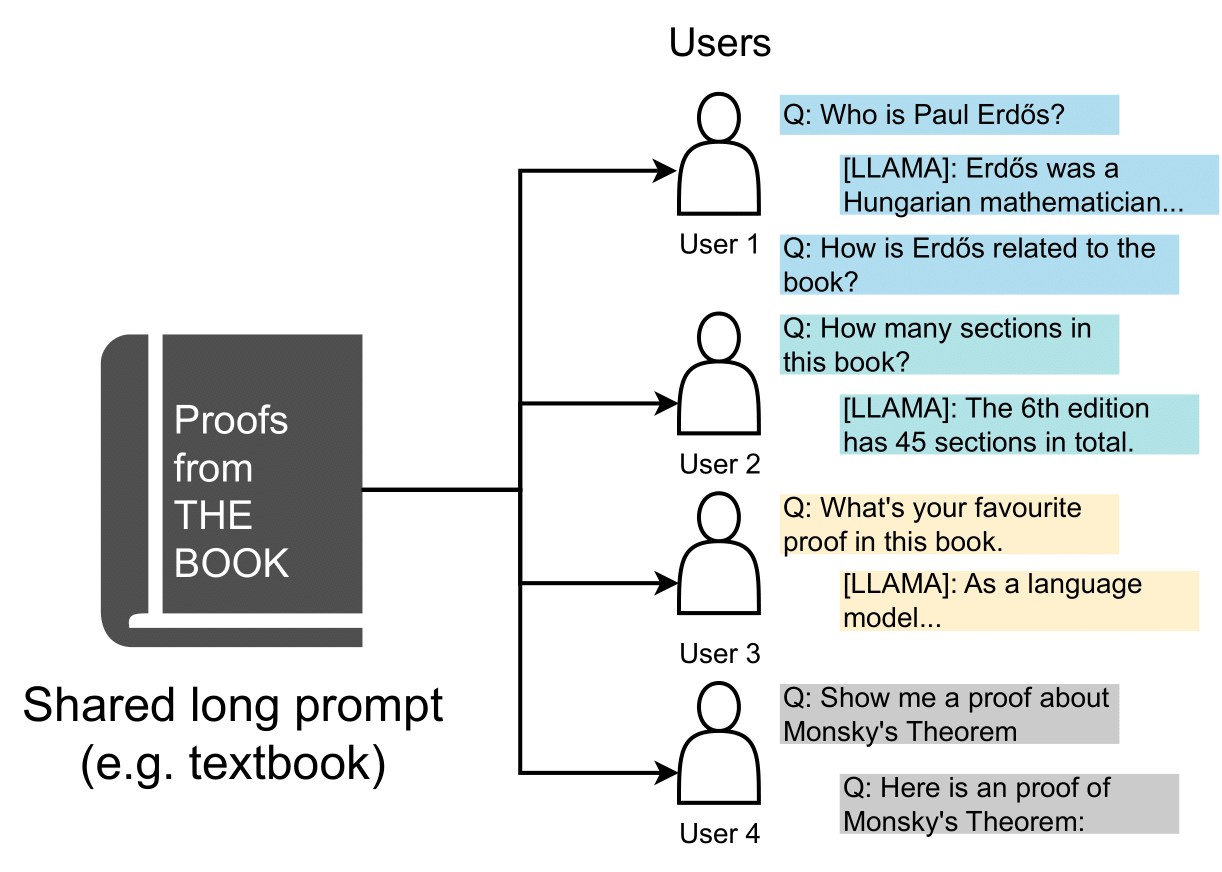 Users
Q: Who is Paul Erdős?
[LLAMA]: Erdős was a
Hungarian mathematician...
User 1
Q: How is Erdős related to the
book?
Q: How many sections in
this book?
[LLAMA]: The 6th edition
has 45 sections in total.
User 2
Proofs
from
THE
BOOK
Q: What's your favourite
proof in this book.
[LLAMA]: As a language
model...
User 3
Shared long prompt
(e.g. textbook)
Q: Show me a proof about
Monsky's Theorem
Q: Here is an proof of
Monsky's Theorem:
User 4